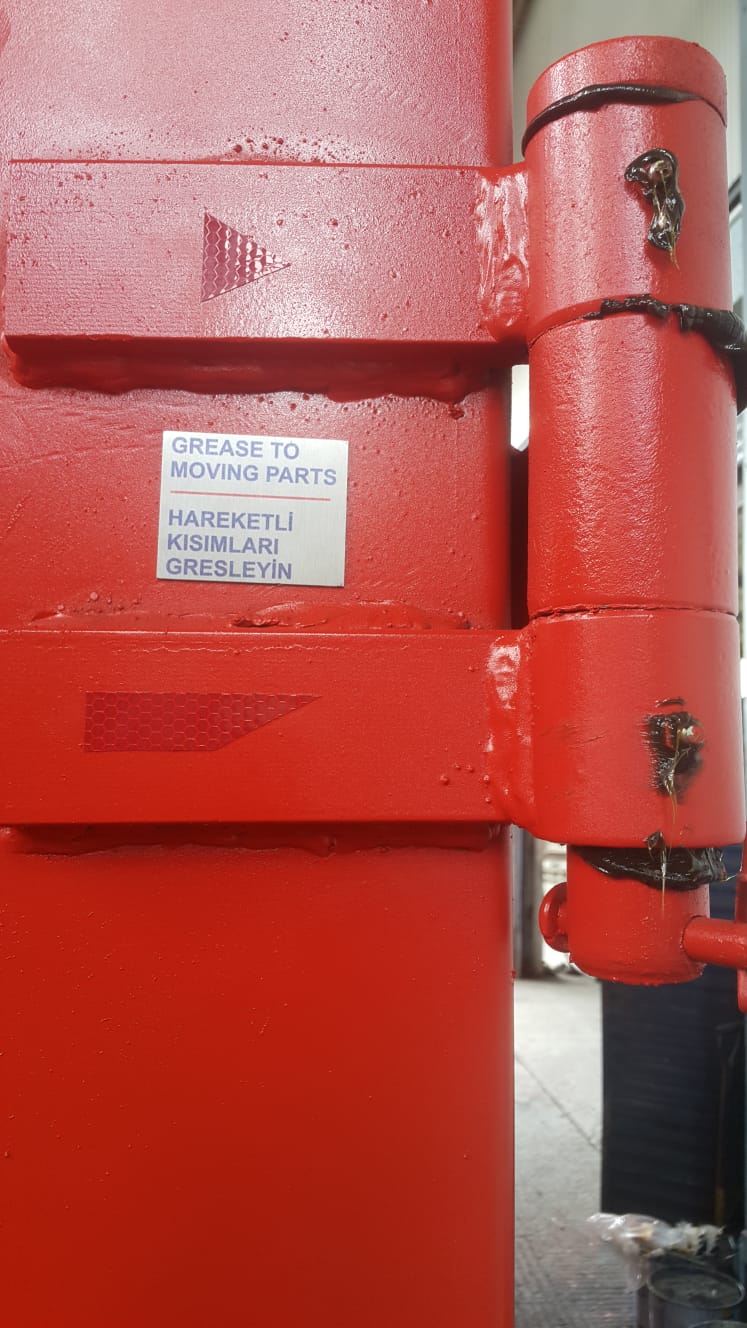 GREASE TO
MOVING PARTS
HAREKETLİ
KISIMLARI
GRESLEYİN